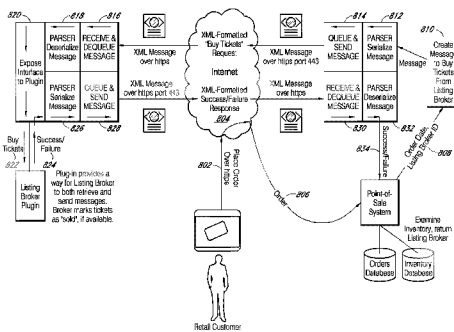 820
818
816
814
812
810
PARSER
Deserialize
Message
RECEIVE &
DEQUEUE
MESSAGE
Expose
Interface
to Plugin
PARSER
Serialize
Message
QUEUE &
SEND
MESSAGE
826
828
XML Message
over https
XML Message
over https port 443
XML-Formatted
"Buy Tickets"
Request
Internet
XML-Formatted
Success/Failure
Response
804
XML Message
over https port 443
XML Message
over https
QUEUE &
SEND
MESSAGE
PARSER
Serialize
Message
RECEIVE &
DEQUEUE
MESSAGE
PARSER
Deserialize
Message
830
832
Message
Create
Message
to Buy
Tickets
From
Listing
Broker
Buy
Tickets
822
Success/
Failure
824
Listing
Broker
Plugin
Plug-in provides a
way for Listing Broker
to both retrieve and
send messages.
Broker marks tickets
as "sold", if available.
802
Place Order
Over https
Order
806
834
Success/Failure
Order Data,
Listing Broker ID
808
Point-of-
Sale
System
Examine
Inventory, return
Listing Broker
Orders
Database
Inventory
Database
Retail Customer